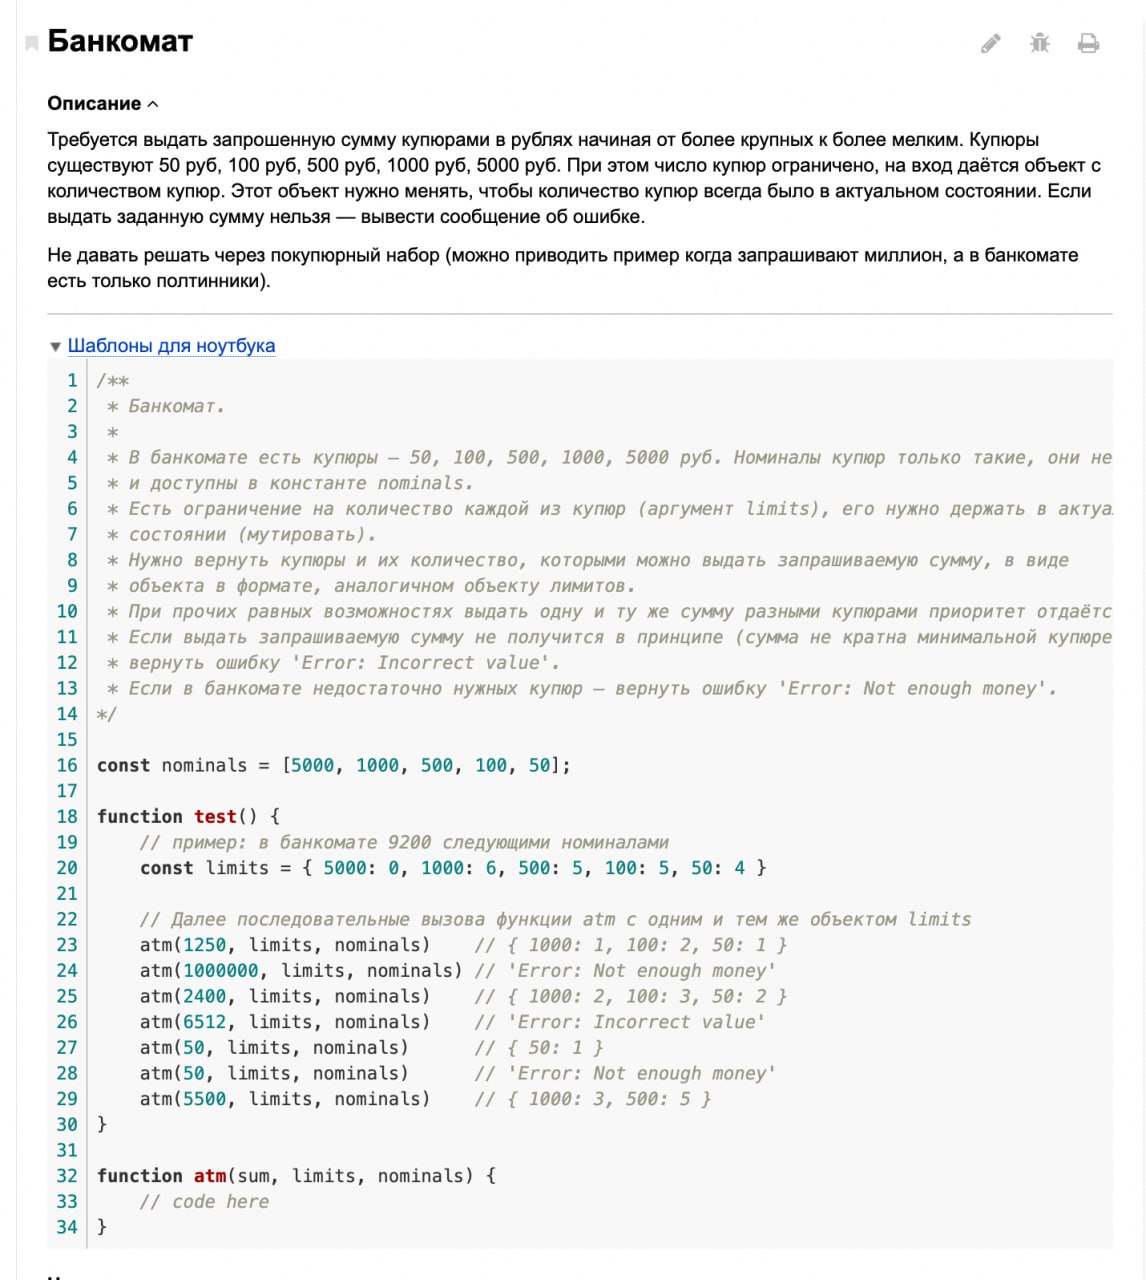 Банкомат
Описание
Требуется выдать запрошенную сумму купюрами в рублях начиная от более крупных к более мелким. Купюры
существуют 50 руб, 100 руб, 500 руб, 1000 руб, 5000 руб. При этом число купюр ограничено, на вход даётся объект с
количеством купюр. Этот объект нужно менять, чтобы количество купюр всегда было в актуальном состоянии. Если
выдать заданную сумму нельзя — вывести сообщение об ошибке.
Не давать решать через покупюрный набор (можно приводить пример когда запрашивают миллион, а в банкомате
есть только полтинники).
▼ Шаблоны для ноутбука
1 /**
2 * Банкомат.
3 *
4 * В банкомате есть купюры — 50, 100, 500, 1000, 5000 руб. Номиналы купюр только такие, они не
5 * и доступны в константе nominals.
6 * Есть ограничение на количество каждой из купюр (аргумент limits), его нужно держать в актуа
7 * состоянии (мутировать).
8 * Нужно вернуть купюры и их количество, которыми можно выдать запрашиваемую сумму, в виде
9 * объекта в формате, аналогичном объекту лимитов.
10 * При прочих равных возможностях выдать одну и ту же сумму разными купюрами приоритет отдаётс
11 * Если выдать запрашиваемую сумму не получится в принципе (сумма не кратна минимальной купюре
12 * вернуть ошибку 'Error: Incorrect value'.
13 * Если в банкомате недостаточно нужных купюр — вернуть ошибку 'Error: Not enough money'.
14 */
15
16 const nominals = [5000, 1000, 500, 100, 50];
17
18 function test() {
19 // пример: в банкомате 9200 следующими номиналами
20 const limits = { 5000: 0, 1000: 6, 500: 5, 100: 5, 50: 4 }
21
22 // Далее последовательные вызова функции atm с одним и тем же объектом limits
23 atm(1250, limits, nominals) // { 1000: 1, 100: 2, 50: 1 }
24 atm(1000000, limits, nominals) // 'Error: Not enough money'
25 atm(2400, limits, nominals) // { 1000: 2, 100: 3, 50: 2 }
26 atm(6512, limits, nominals) // 'Error: Incorrect value'
27 atm(50, limits, nominals) // { 50: 1 }
28 atm(50, limits, nominals) // 'Error: Not enough money'
29 atm(5500, limits, nominals) // { 1000: 3, 500: 5 }
30 }
31
32 function atm(sum, limits, nominals) {
33 // code here
34 }